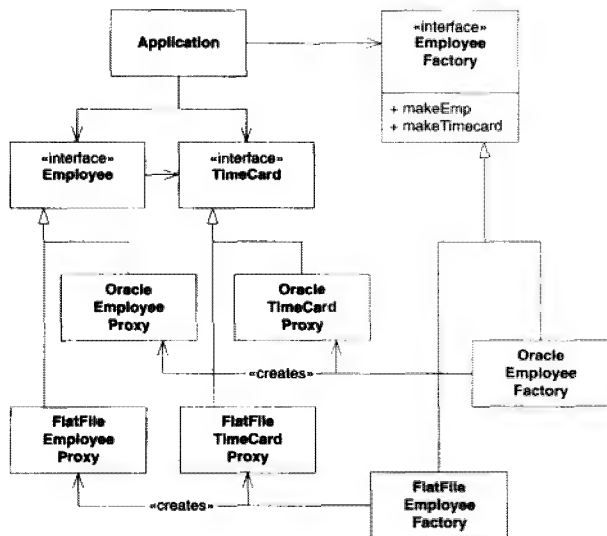 Application
«interface»
Employee
Factory
+ makeEmp
+ makeTimecard
«interface»
Employee
«interface»
TimeCard
Oracle
Employee
Proxy
Oracle
TimeCard
Proxy
Oracle
Employee
Factory
«creates»
FlatFile
Employee
Proxy
FlatFile
TimeCard
Proxy
FlatFile
Employee
Factory
«creates»